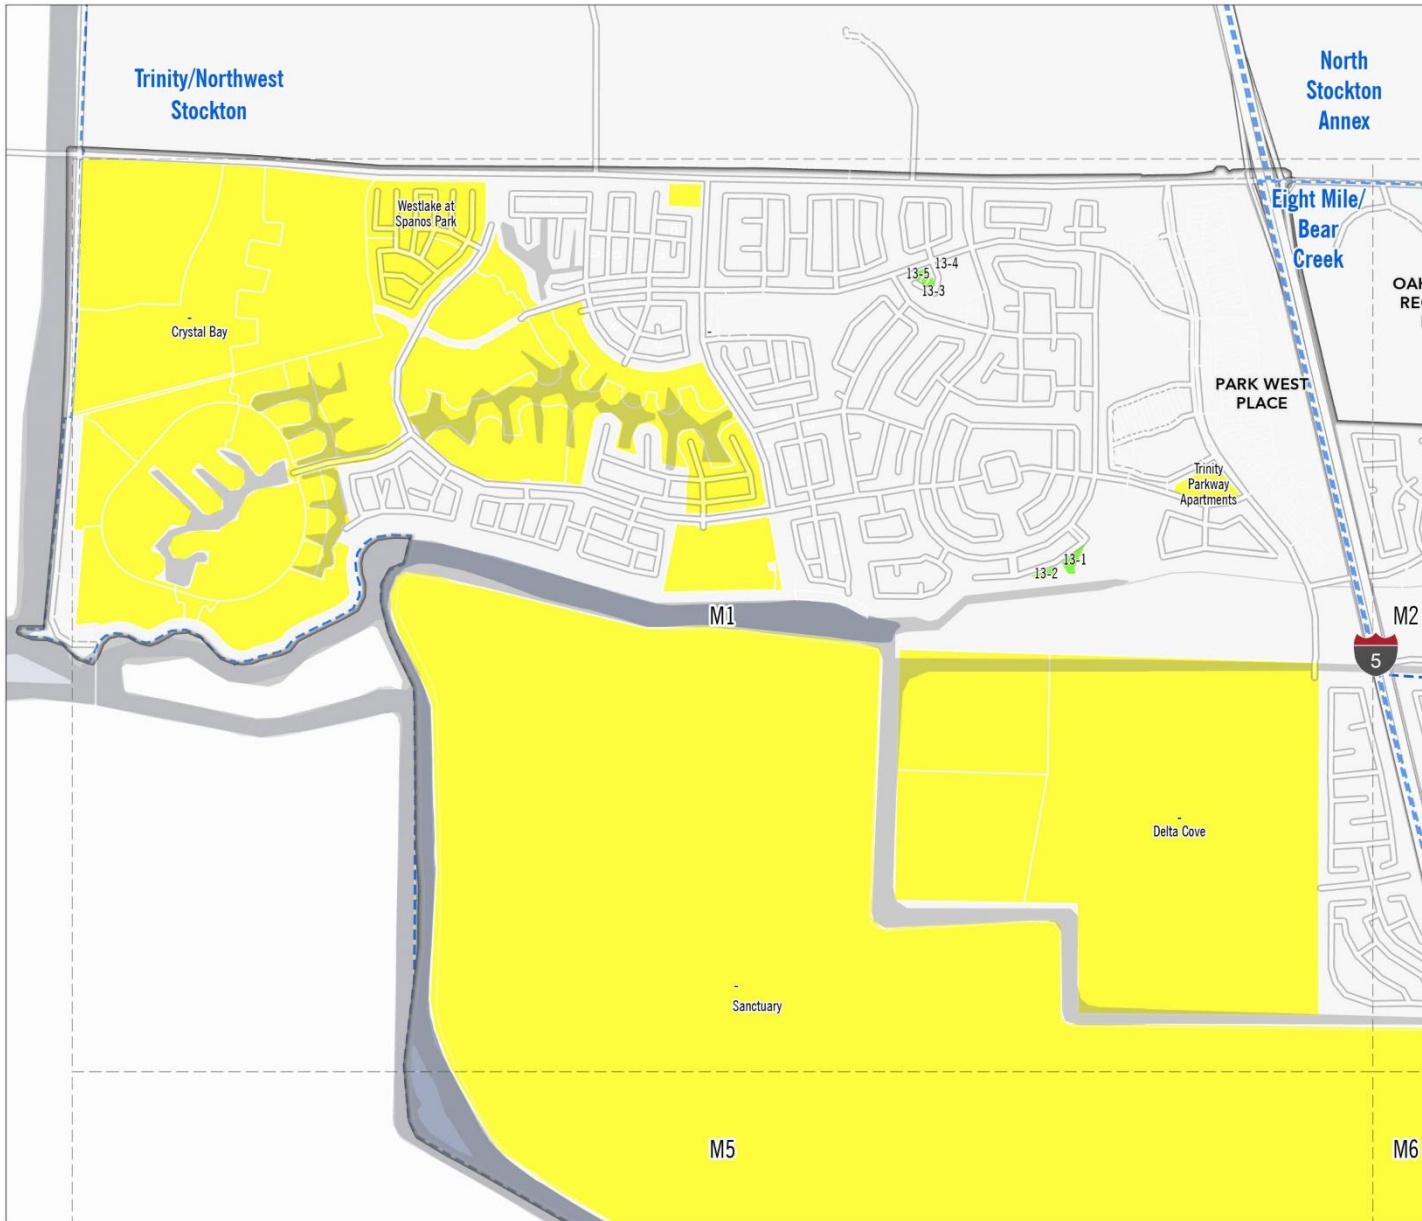 Trinity/Northwest
Stockton
North
Stockton
Annex
Westlake at
Spanos Park
Eight Mile/
Bear
Creek
13-4
13-5
13-3
Crystal Bay
PARK WEST
PLACE
Trinity
Parkway
Apartments
13-1
13-2
M1
M2
5
Delta Cove
Sanctuary
M5
M6